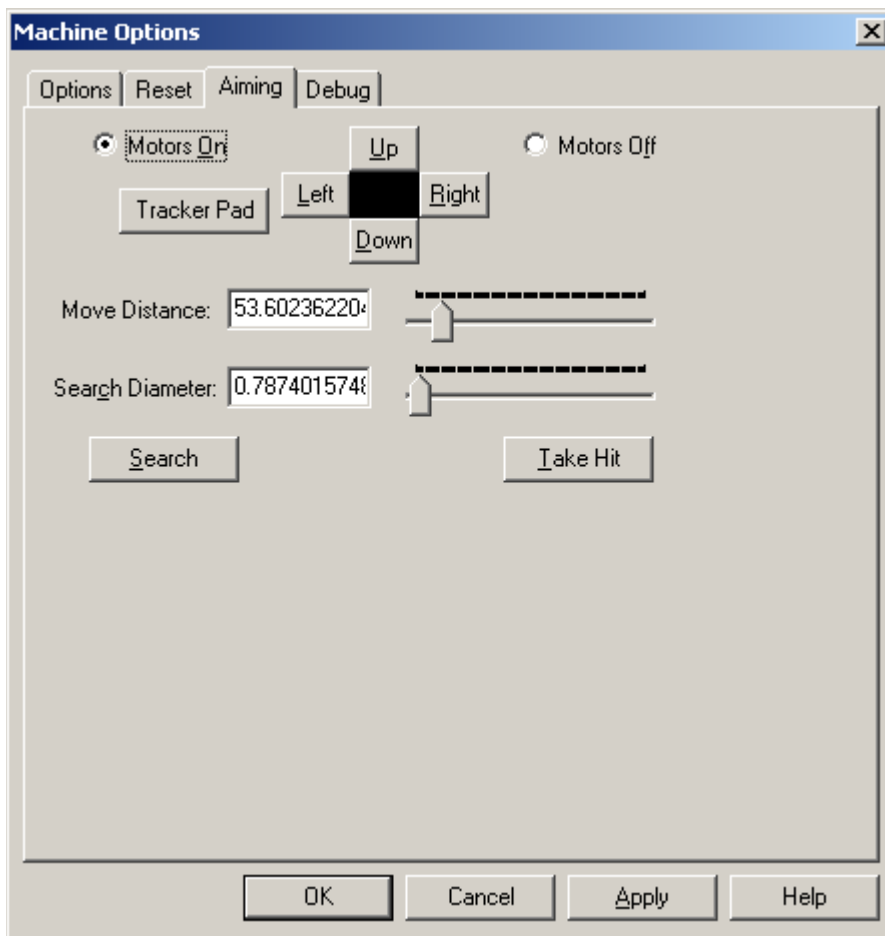 Machine Options
Options Reset Aiming Debug
Motors On Up Motors Off
Tracker Pad Left Right
Down
Move Distance: 53.602362204
Search Diameter: 0.787401574
Search Take Hit
OK Cancel Apply Help